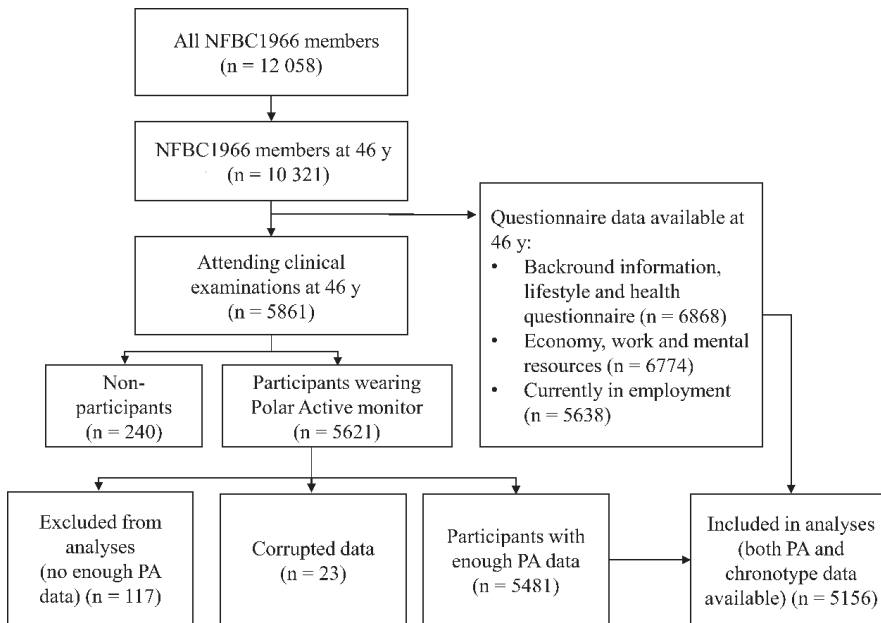 All NFBC1966 members
(n = 12 058)
NFBC1966 members at 46 y
(n = 10 321)
Questionnaire data available at
46 y:
• Backround information,
lifestyle and health
questionnaire (n = 6868)
• Economy, work and mental
resources (n = 6774)
• Currently in employment
(n = 5638)
Attending clinical
examinations at 46 y
(n = 5861)
Non-
participants
(n = 240)
Participants wearing
Polar Active monitor
(n = 5621)
Excluded from
analyses
(no enough PA
data) (n = 117)
Corrupted data
(n = 23)
Participants with
enough PA data
(n = 5481)
Included in analyses
(both PA and
chronotype data
available) (n = 5156)